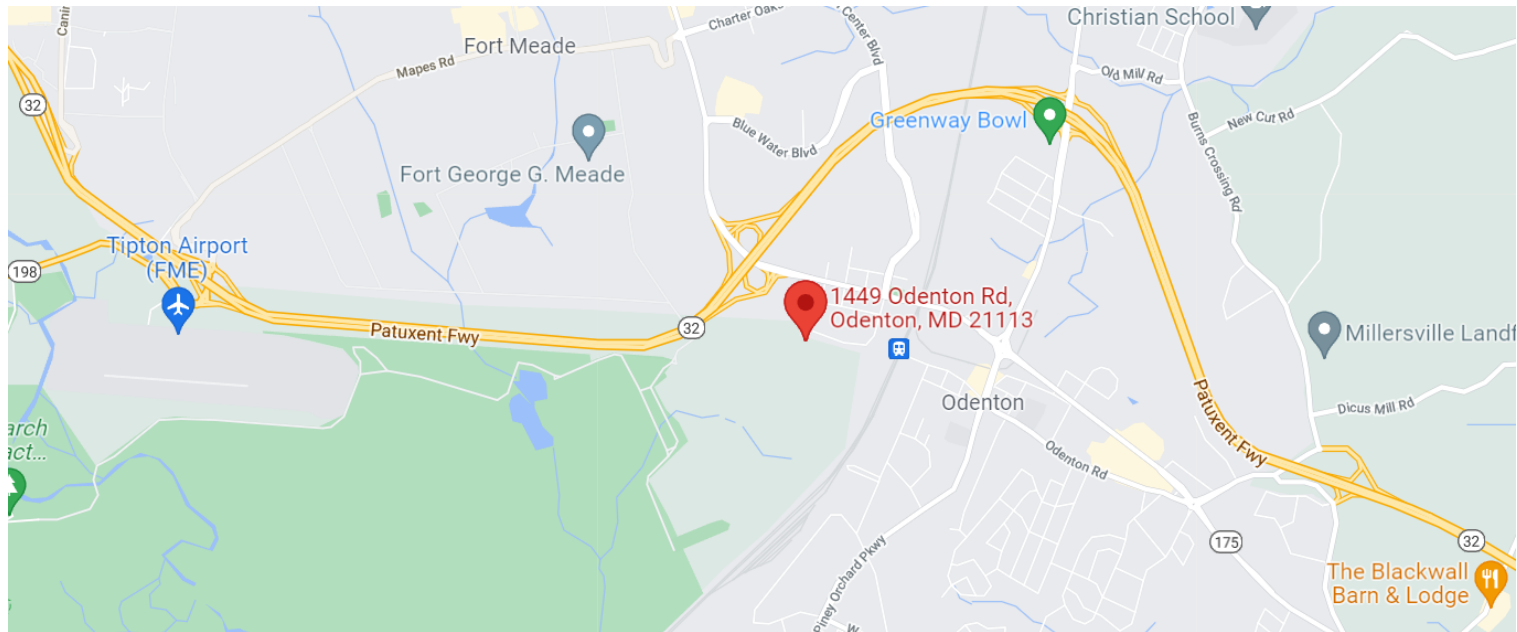 Christian School
Charter Oaks
Center Blvd
Fort Meade
Mapes Rd
Old Mill Rd
32
Greenway Bowl
New Cut Rd
Blue Water Blvd
Burns Crossing Rd
Fort George G. Meade
Tipton Airport
(FME)
198
1449 Odenton Rd,
Odenton, MD 21113
32
Patuxent Fwy
Millersville Landf
Odenton
Patuxent Fwy
Dicus Mill Rd
arch
act...
Odenton Rd
175
32
Piney Orchard Pkwy
The Blackwall
Barn & Lodge